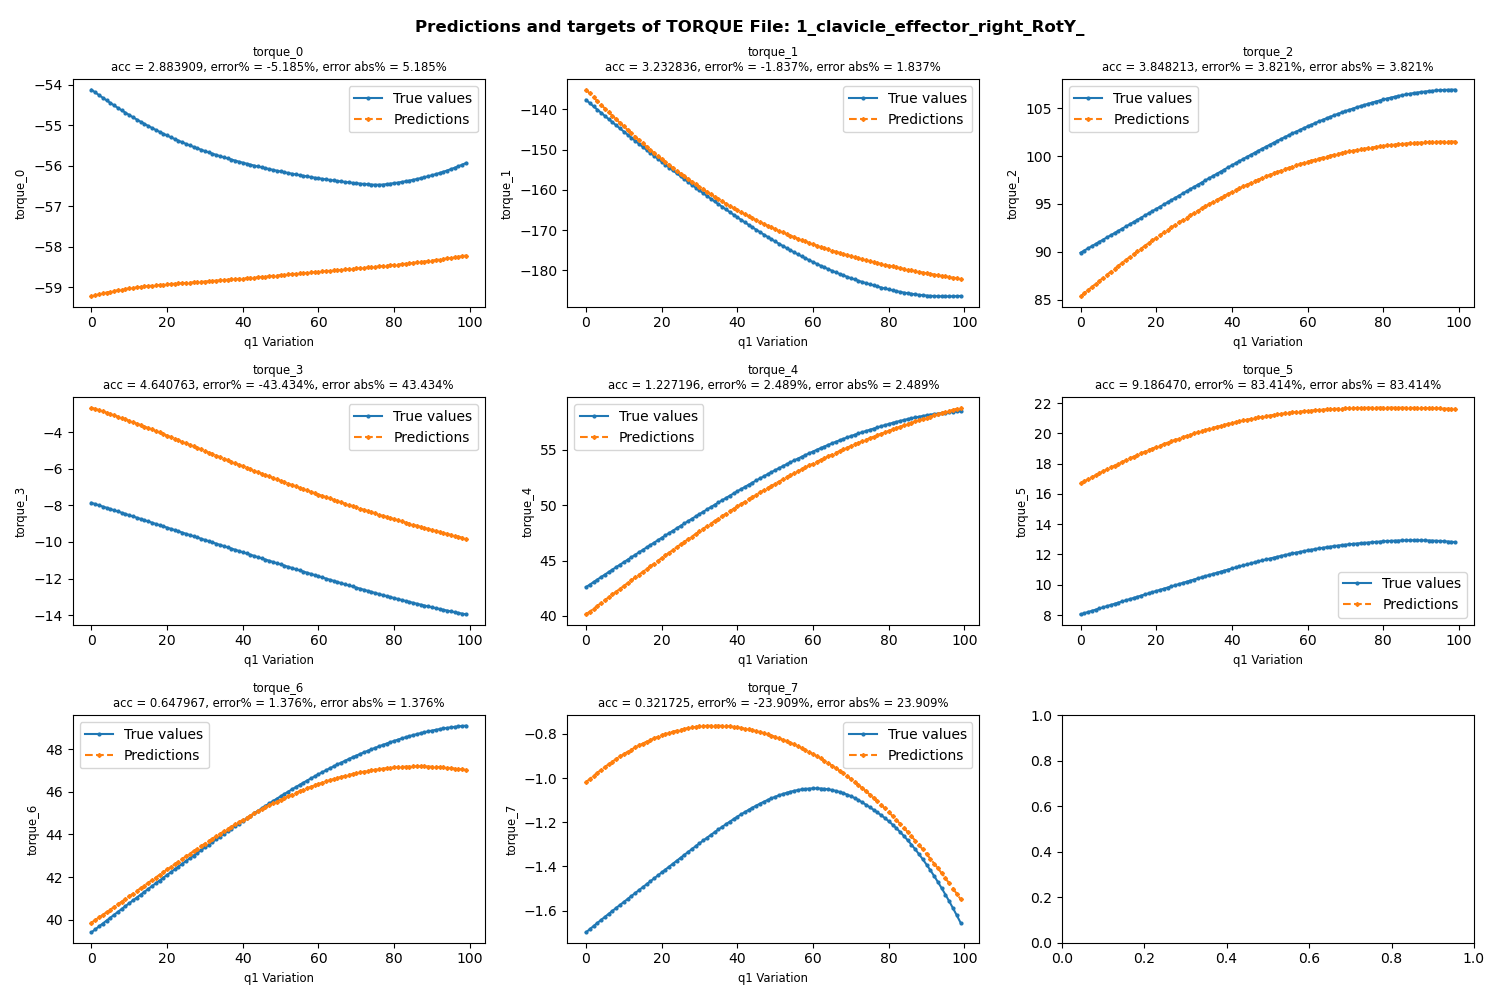 Predictions and targets of TORQUE File: 1_clavicle_effector_right_RotY_
torque_0
acc = 2.883909, error% = -5.185%, error abs% = 5.185%
−54
−55
−56
−57
−58
−59
torque_0
True values
Predictions
0 20 40 60 80 100
q1 Variation
torque_1
acc = 3.232836, error% = -1.837%, error abs% = 1.837%
−140
−150
−160
−170
−180
torque_1
True values
Predictions
0 20 40 60 80 100
q1 Variation
torque_2
acc = 3.848213, error% = 3.821%, error abs% = 3.821%
105
100
95
90
85
torque_2
True values
Predictions
0 20 40 60 80 100
q1 Variation
torque_3
acc = 4.640763, error% = -43.434%, error abs% = 43.434%
−4
−6
−8
−10
−12
−14
torque_3
True values
Predictions
0 20 40 60 80 100
q1 Variation
torque_4
acc = 1.227196, error% = 2.489%, error abs% = 2.489%
55
50
45
40
torque_4
True values
Predictions
0 20 40 60 80 100
q1 Variation
torque_5
acc = 9.186470, error% = 83.414%, error abs% = 83.414%
22
20
18
16
14
12
10
8
torque_5
True values
Predictions
0 20 40 60 80 100
q1 Variation
torque_6
acc = 0.647967, error% = 1.376%, error abs% = 1.376%
48
46
44
42
40
torque_6
True values
Predictions
0 20 40 60 80 100
q1 Variation
torque_7
acc = 0.321725, error% = -23.909%, error abs% = 23.909%
−0.8
−1.0
−1.2
−1.4
−1.6
torque_7
True values
Predictions
0 20 40 60 80 100
q1 Variation
1.0
0.8
0.6
0.4
0.2
0.0
0.0 0.2 0.4 0.6 0.8 1.0